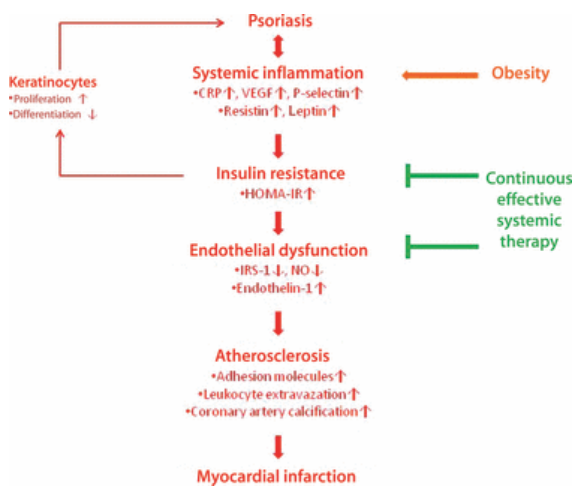 Psoriasis
Systemic inflammation
•CRP↑, VEGF↑, P-selectin↑
•Resistin↑, Leptin↑
Obesity
Keratinocytes
•Proliferation ↑
•Differentiation ↓
Insulin resistance
•HOMA-IR↑
Continuous
effective
systemic
therapy
Endothelial dysfunction
•IRS-1↓, NO↓
•Endothelin-1↑
Atherosclerosis
•Adhesion molecules↑
•Leukocyte extravazation↑
•Coronary artery calcification↑
Myocardial infarction